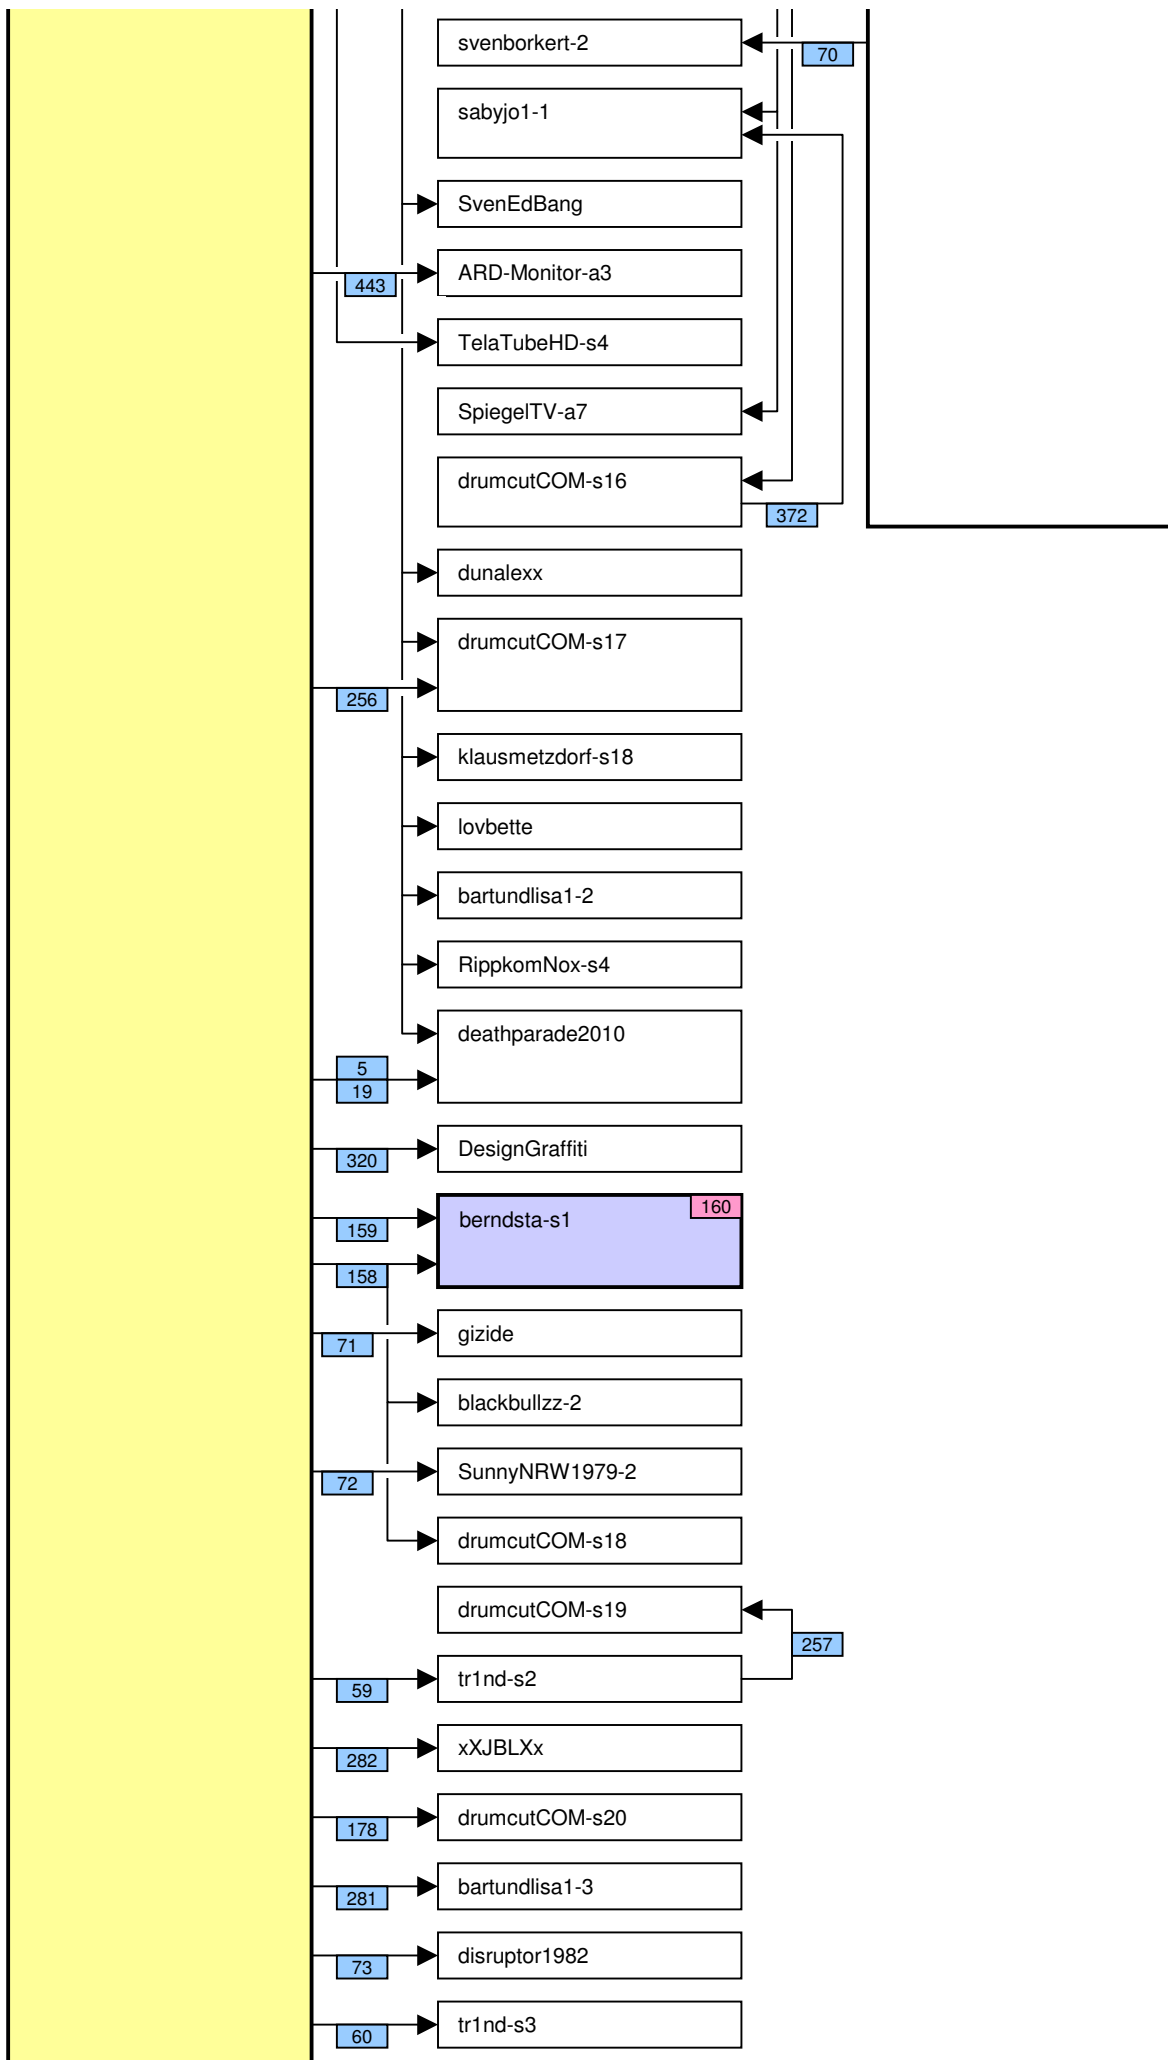 svenborkert-2
70
sabyjo1-1
SvenEdBang
ARD-Monitor-a3
443
TelaTubeHD-s4
SpiegelTV-a7
drumcutCOM-s16
372
dunalexx
drumcutCOM-s17
256
klausmetzdorf-s18
lovbette
bartundlisa1-2
RippkomNox-s4
deathparade2010
5
19
DesignGraffiti
320
160
berndsta-s1
159
158
gizide
71
blackbullzz-2
SunnyNRW1979-2
72
drumcutCOM-s18
drumcutCOM-s19
257
tr1nd-s2
59
xXJBLXx
282
drumcutCOM-s20
178
bartundlisa1-3
281
disruptor1982
73
tr1nd-s3
60